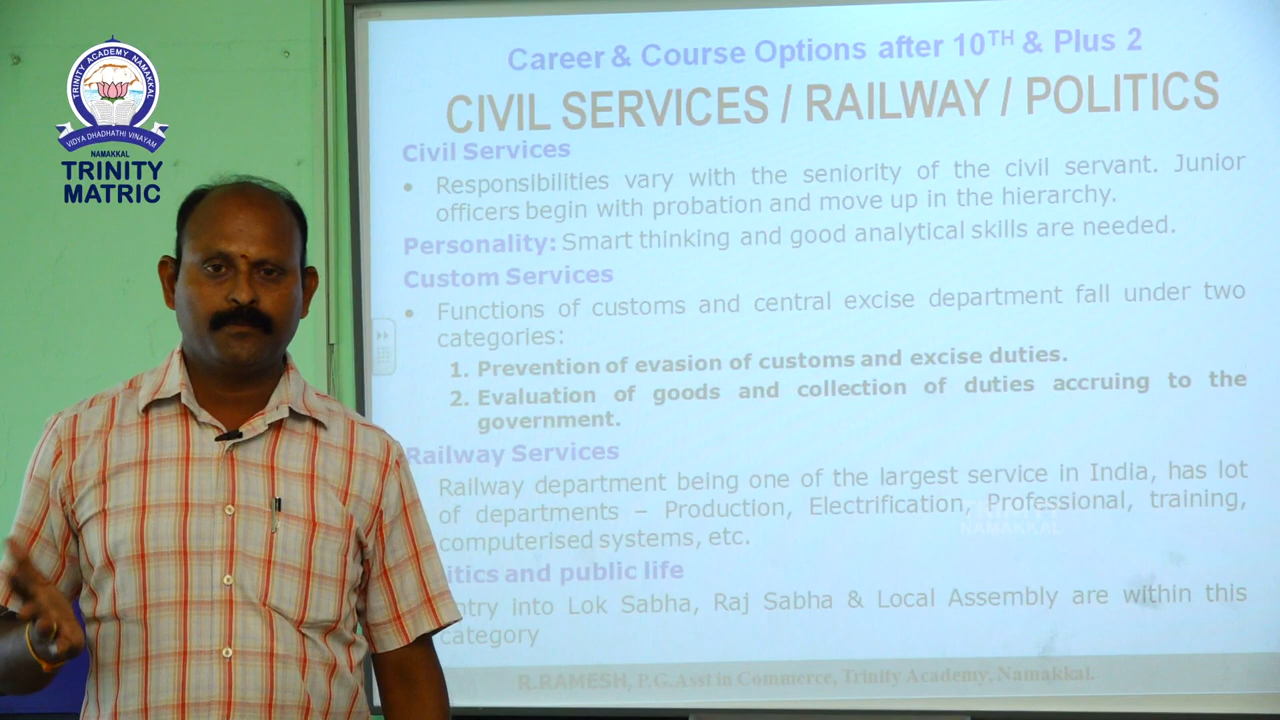 TRINITY ACADEMY NAMAKKAL
VIDYA DHADHATHI VINAYAM
NAMAKKAL
TRINITY
MATRIC
Career & Course Options after 10TH & Plus 2
CIVIL SERVICES / RAILWAY / POLITICS
Civil Services
• Responsibilities vary with the seniority of the civil servant. Junior
officers begin with probation and move up in the hierarchy.
Personality: Smart thinking and good analytical skills are needed.
Custom Services
• Functions of customs and central excise department fall under two
categories:
1. Prevention of evasion of customs and excise duties.
2. Evaluation of goods and collection of duties accruing to the
government.
Railway Services
Railway department being one of the largest service in India, has lot
of departments – Production, Electrification, Professional, training,
computerised systems, etc.
itics and public life
ntry into Lok Sabha, Raj Sabha & Local Assembly are within this
category
R.RAMESH, P.G.Asst in Commerce, Trinity Academy, Namakkal.
NAMAKKAL